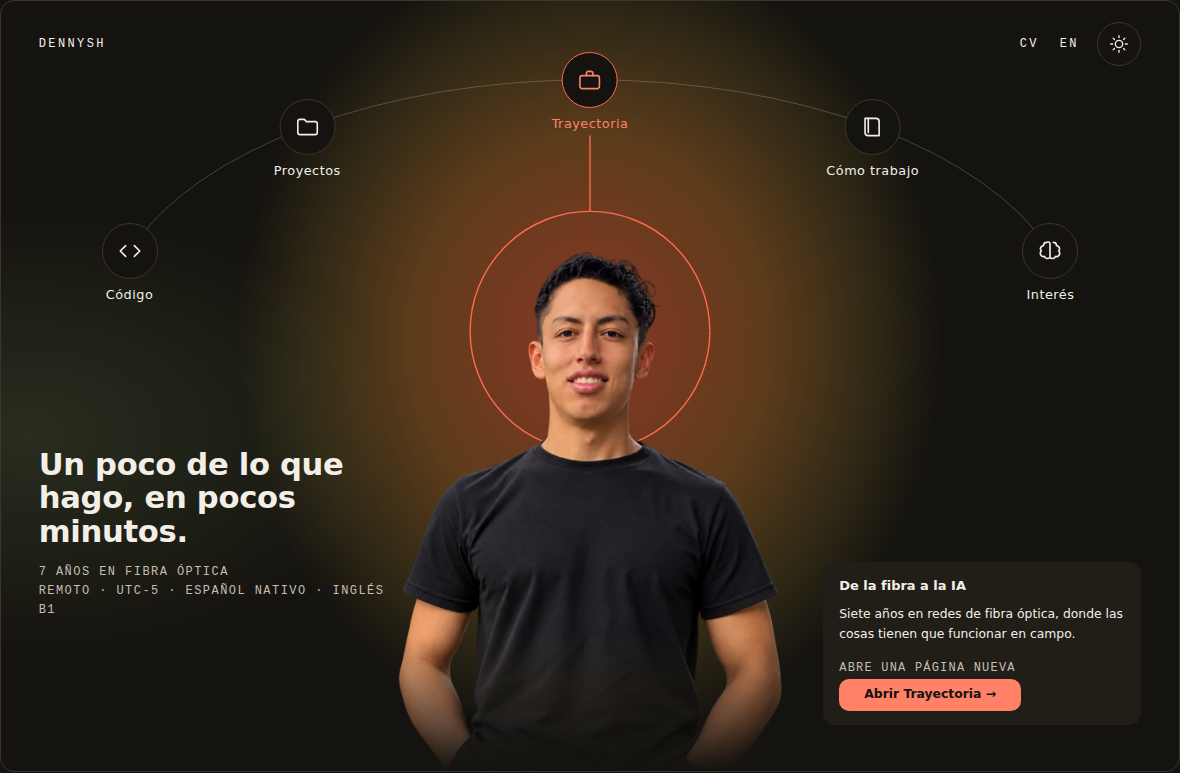 DENNYSH
CV EN
Trayectoria
Proyectos
Cómo trabajo
Código
Interés
Un poco de lo que
hago, en pocos
minutos.
7 AÑOS EN FIBRA ÓPTICA
REMOTO · UTC-5 · ESPAÑOL NATIVO · INGLÉS
B1
De la fibra a la IA
Siete años en redes de fibra óptica, donde las
cosas tienen que funcionar en campo.
ABRE UNA PÁGINA NUEVA
Abrir Trayectoria →